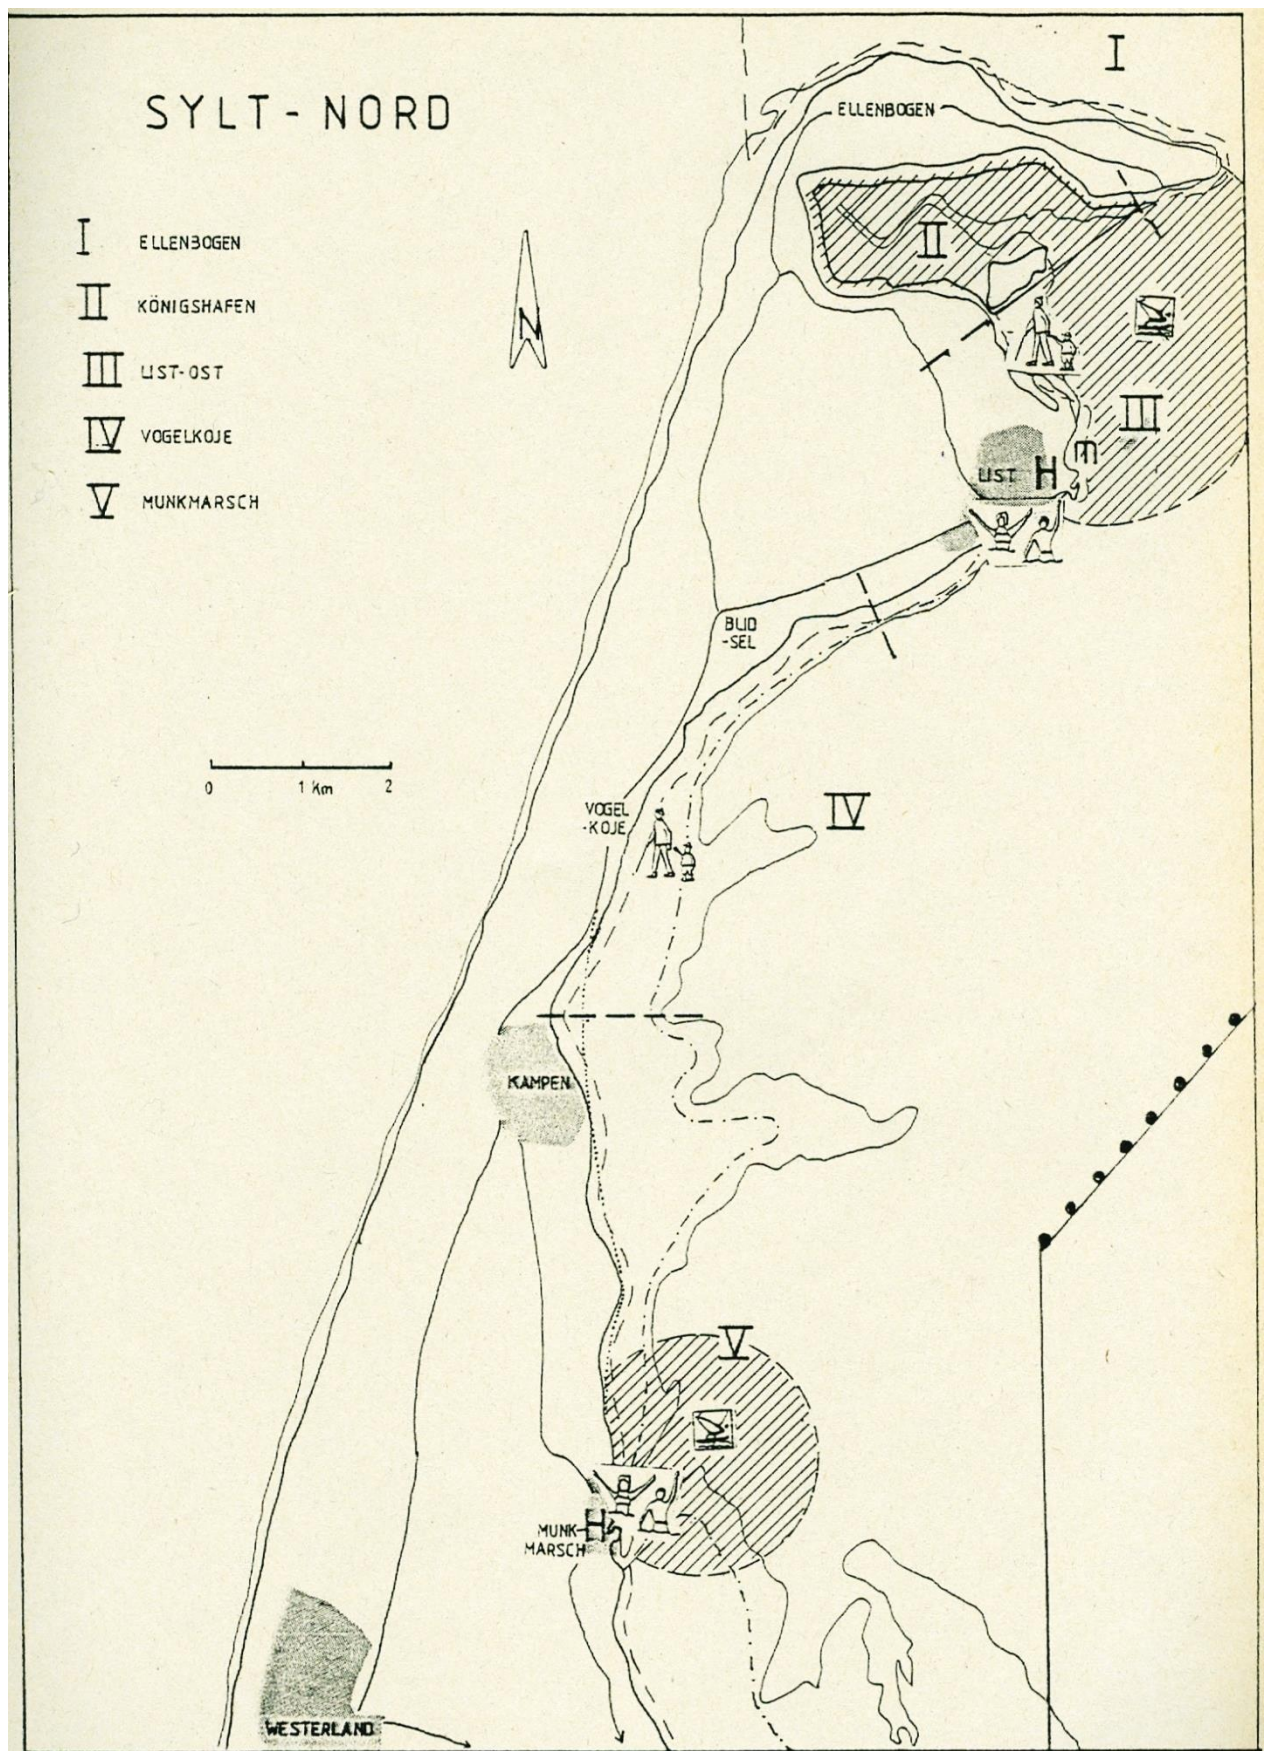 SYLT-NORD
I ELLENBOGEN
II KÖNIGSHAFEN
III LIST-OST
IV VOGELKOJE
V MUNKMARSCH
N
0 1 Km 2
I
ELLENBOGEN
II
III
LIST H
BLID
-SEL
VOGEL
-KOJE
IV
KAMPEN
V
H
MUNK-
MARSCH
WESTERLAND